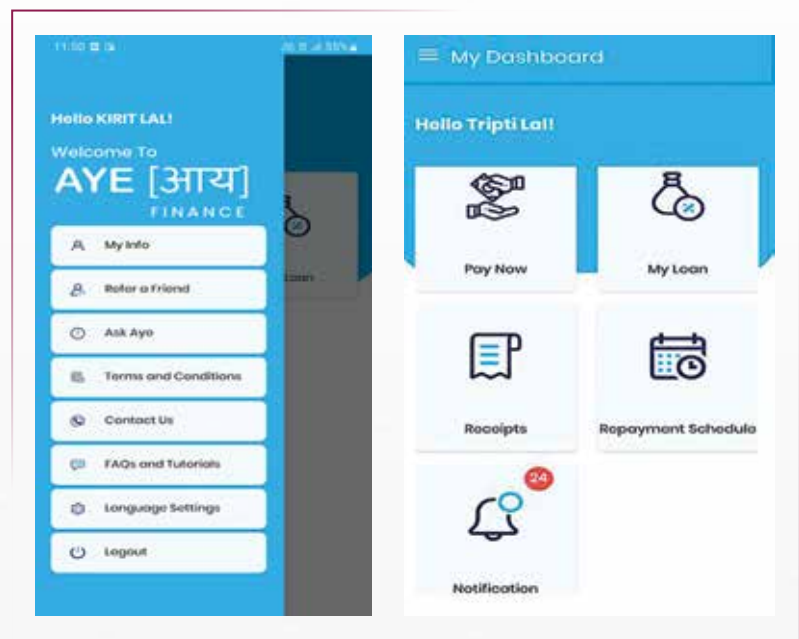 11:50
55%
Hello KIRIT LAL!
Welcome To
AYE [आय]
FINANCE
My Info
Refer a Friend
Ask Aye
Terms and Conditions
Contact Us
FAQs and Tutorials
Language Settings
Logout
Loan
My Dashboard
Hello Tripti Lal!
Pay Now
My Loan
Receipts
Repayment Schedule
24
Notification